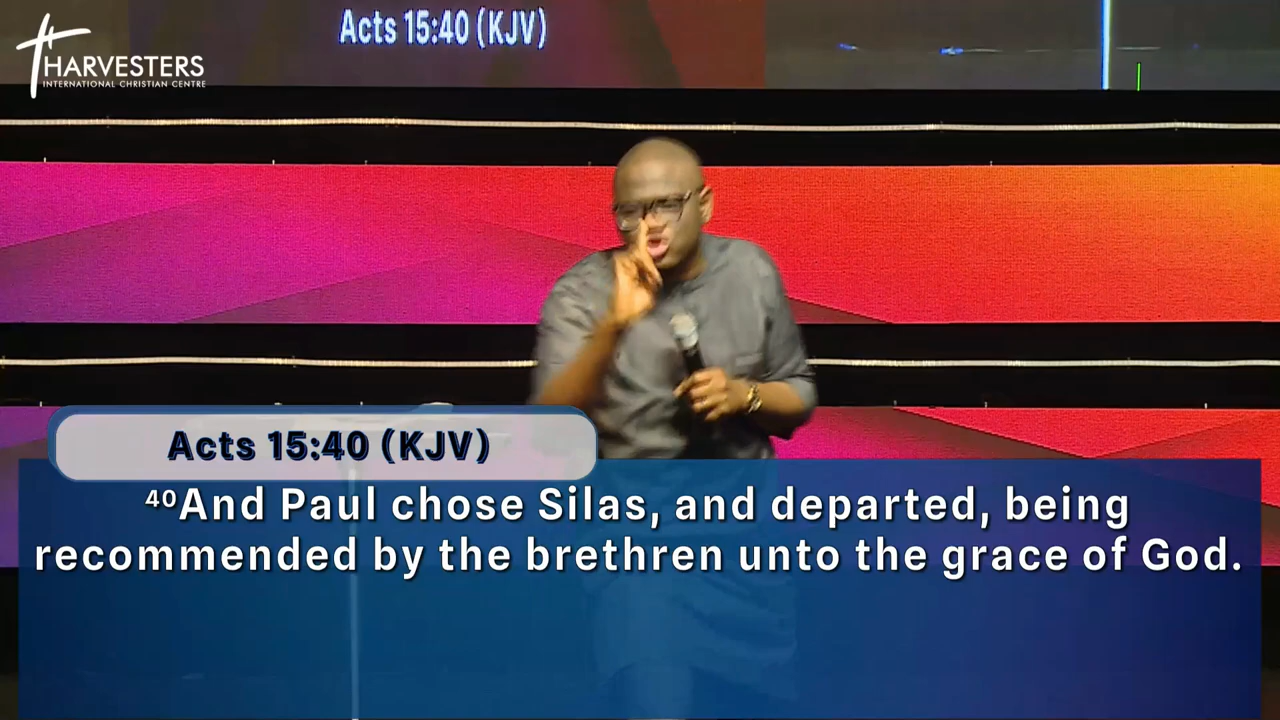 Acts 15:40 (KJV)
HARVESTERS
INTERNATIONAL CHRISTIAN CENTRE
Acts 15:40 (KJV)
⁴⁰And Paul chose Silas, and departed, being
recommended by the brethren unto the grace of God.